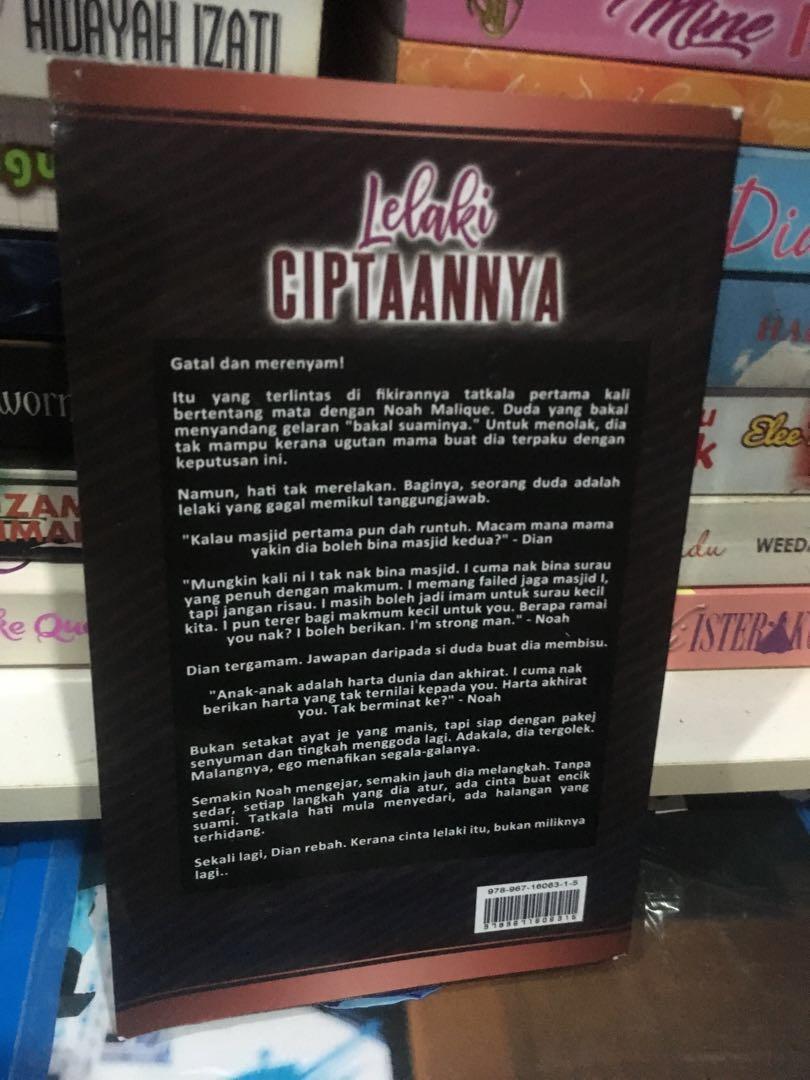 HIDAYAH IZATI
Mine
Lelaki
CIPTAANNYA
Gatal dan merenyam!
Itu yang terlintas di fikirannya tatkala pertama kali
bertentang mata dengan Noah Malique. Duda yang bakal
menyandang gelaran "bakal suaminya." Untuk menolak, dia
tak mampu kerana ugutan mama buat dia terpaku dengan
keputusan ini.
Namun, hati tak merelakan. Baginya, seorang duda adalah
lelaki yang gagal memikul tanggungjawab.
"Kalau masjid pertama pun dah runtuh. Macam mana mama
yakin dia boleh bina masjid kedua?" - Dian
"Mungkin kali ni I tak nak bina masjid. I cuma nak bina surau
yang penuh dengan makmum. I memang failed jaga masjid I,
tapi jangan risau. I masih boleh jadi imam untuk surau kecil
kita. I pun terer bagi makmum kecil untuk you. Berapa ramai
you nak? I boleh berikan. I'm strong man." - Noah
Dian tergamam. Jawapan daripada si duda buat dia membisu.
"Anak-anak adalah harta dunia dan akhirat. I cuma nak
berikan harta yang tak ternilai kepada you. Harta akhirat
you. Tak berminat ke?" - Noah
Bukan setakat ayat je yang manis, tapi siap dengan pakej
senyuman dan tingkah menggoda lagi. Adakala, dia tergolek.
Malangnya, ego menafikan segala-galanya.
Semakin Noah mengejar, semakin jauh dia melangkah. Tanpa
sedar, setiap langkah yang dia atur, ada cinta buat encik
suami. Tatkala hati mula menyedari, ada halangan yang
terhidang.
Sekali lagi, Dian rebah. Kerana cinta lelaki itu, bukan miliknya
lagi..
978-967-16063-1-5
Elee
WEEDA
ISTER